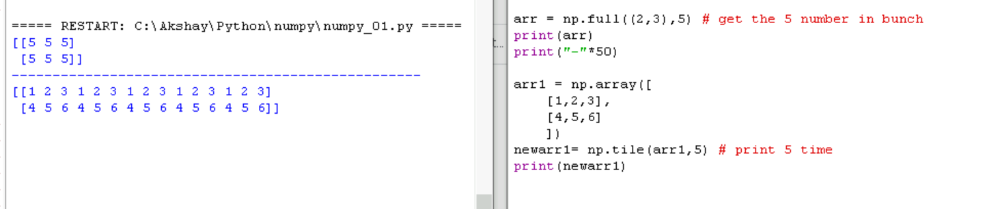 ===== RESTART: C:\Akshay\Python\numpy\numpy_01.py =====
[[5 5 5]
 [5 5 5]]
--------------------------------------------------
[[1 2 3 1 2 3 1 2 3 1 2 3 1 2 3]
 [4 5 6 4 5 6 4 5 6 4 5 6 4 5 6]]
t...
arr = np.full((2,3),5) # get the 5 number in bunch
print(arr)
print("-"*50)
arr1 = np.array([
    [1,2,3],
    [4,5,6]
    ])
newarr1= np.tile(arr1,5) # print 5 time
print(newarr1)